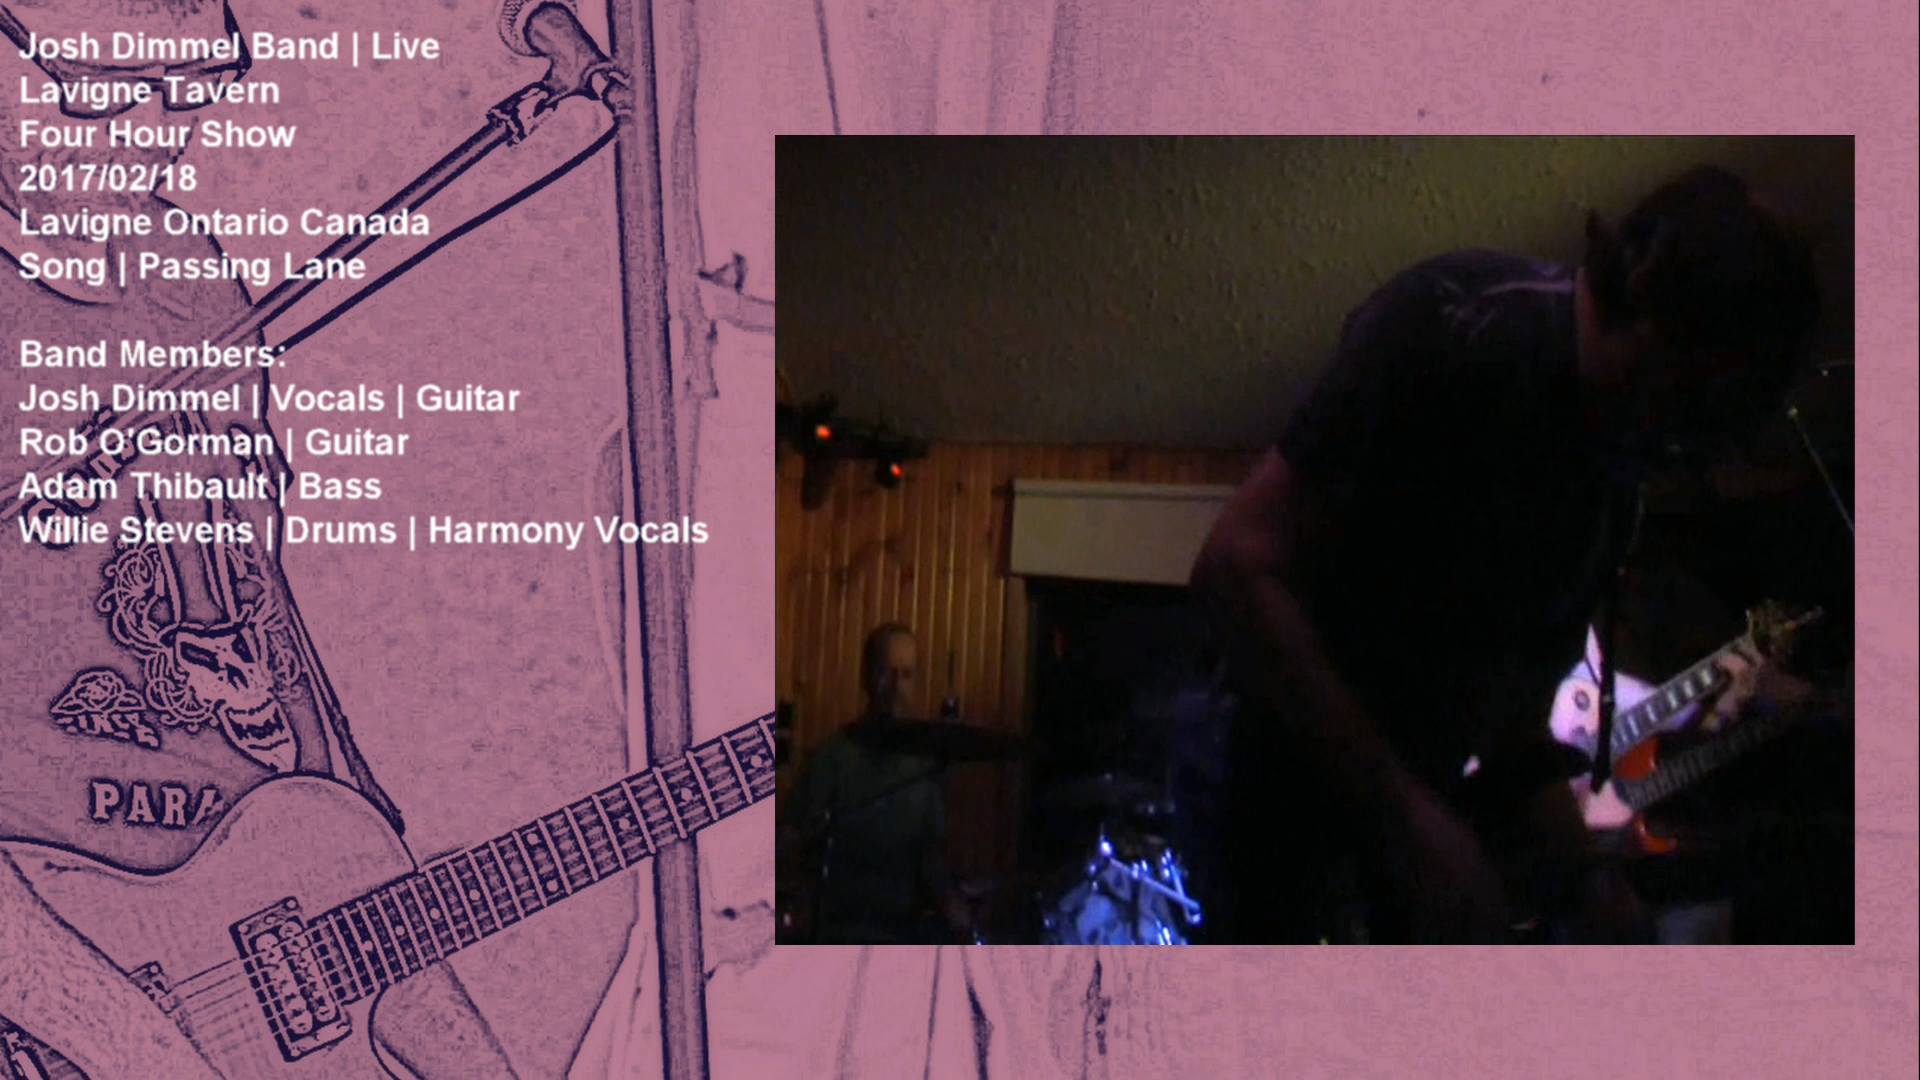 Josh Dimmel Band | Live
Lavigne Tavern
Four Hour Show
2017/02/18
Lavigne Ontario Canada
Song | Passing Lane
Band Members:
Josh Dimmel | Vocals | Guitar
Rob O'Gorman | Guitar
Adam Thibault | Bass
Willie Stevens | Drums | Harmony Vocals